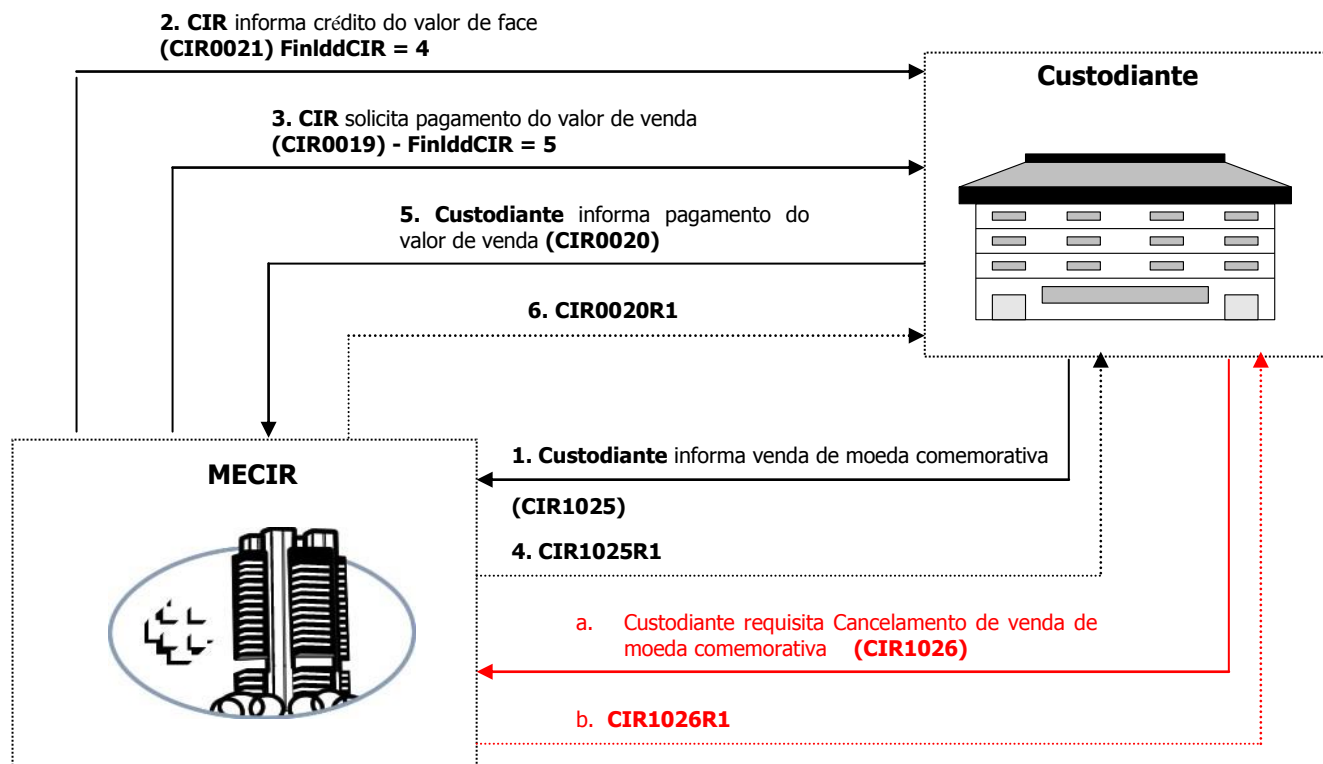 2. CIR informa crédito do valor de face
(CIR0021) FinlddCIR = 4
Custodiante
3. CIR solicita pagamento do valor de venda
(CIR0019) - FinlddCIR = 5
5. Custodiante informa pagamento do
valor de venda (CIR0020)
6. CIR0020R1
MECIR
1. Custodiante informa venda de moeda comemorativa
(CIR1025)
4. CIR1025R1
a. Custodiante requisita Cancelamento de venda de
moeda comemorativa (CIR1026)
b. CIR1026R1